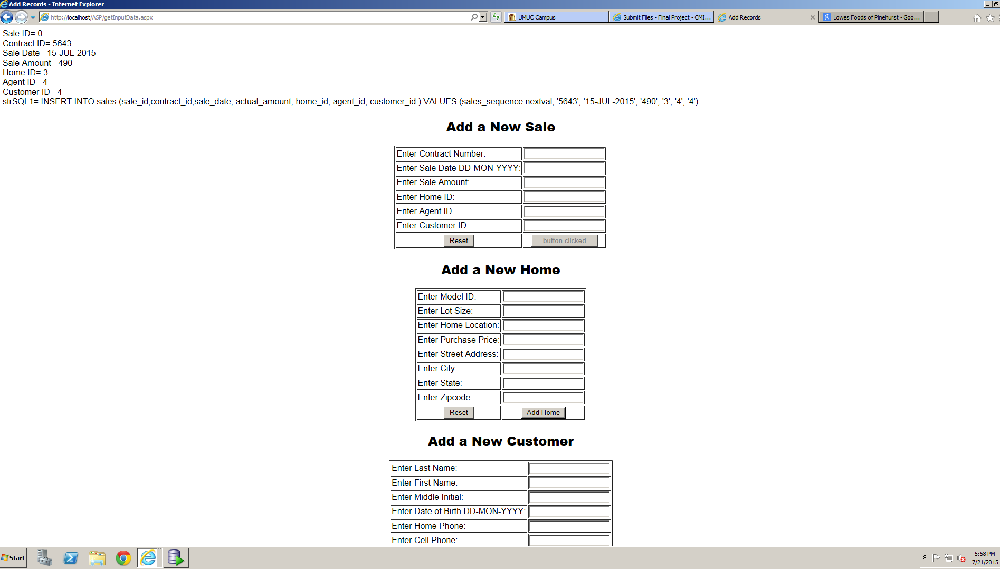 Add Records - Internet Explorer
http://localhost/ASP/getInputData.aspx
UMUC Campus
Submit Files - Final Project - CMI...
Add Records
Lowes Foods of Pinehurst - Goo...
Sale ID= 0
Contract ID= 5643
Sale Date= 15-JUL-2015
Sale Amount= 490
Home ID= 3
Agent ID= 4
Customer ID= 4
strSQL1= INSERT INTO sales (sale_id,contract_id,sale_date, actual_amount, home_id, agent_id, customer_id ) VALUES (sales_sequence.nextval, '5643', '15-JUL-2015', '490', '3', '4', '4')
Add a New Sale
Enter Contract Number:
Enter Sale Date DD-MON-YYYY:
Enter Sale Amount:
Enter Home ID:
Enter Agent ID
Enter Customer ID
Reset ...button clicked...
Add a New Home
Enter Model ID:
Enter Lot Size:
Enter Home Location:
Enter Purchase Price:
Enter Street Address:
Enter City:
Enter State:
Enter Zipcode:
Reset Add Home
Add a New Customer
Enter Last Name:
Enter First Name:
Enter Middle Initial:
Enter Date of Birth DD-MON-YYYY:
Enter Home Phone:
Enter Cell Phone:
Start
5:58 PM
7/21/2015